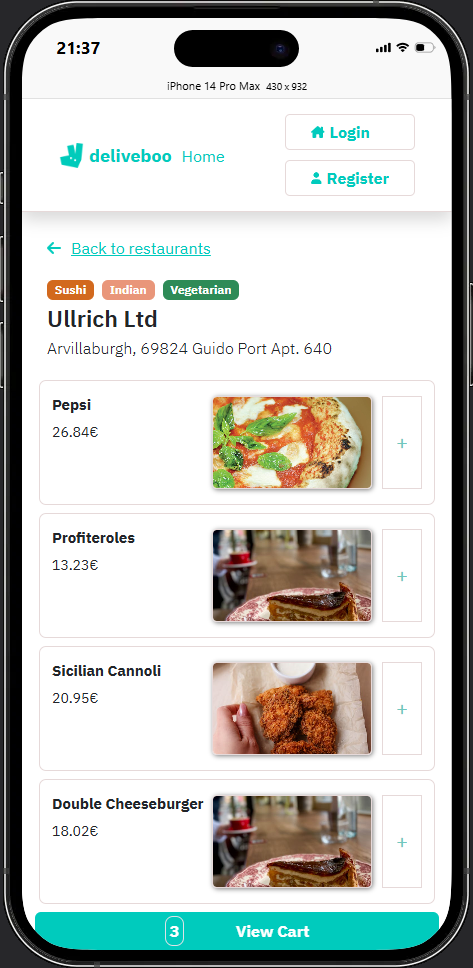 21:37
iPhone 14 Pro Max 430 x 932
deliveboo Home
Login
Register
Back to restaurants
Sushi Indian Vegetarian
Ullrich Ltd
Arvillaburgh, 69824 Guido Port Apt. 640
Pepsi
26.84€
+
Profiteroles
13.23€
+
Sicilian Cannoli
20.95€
+
Double Cheeseburger
18.02€
+
3 View Cart